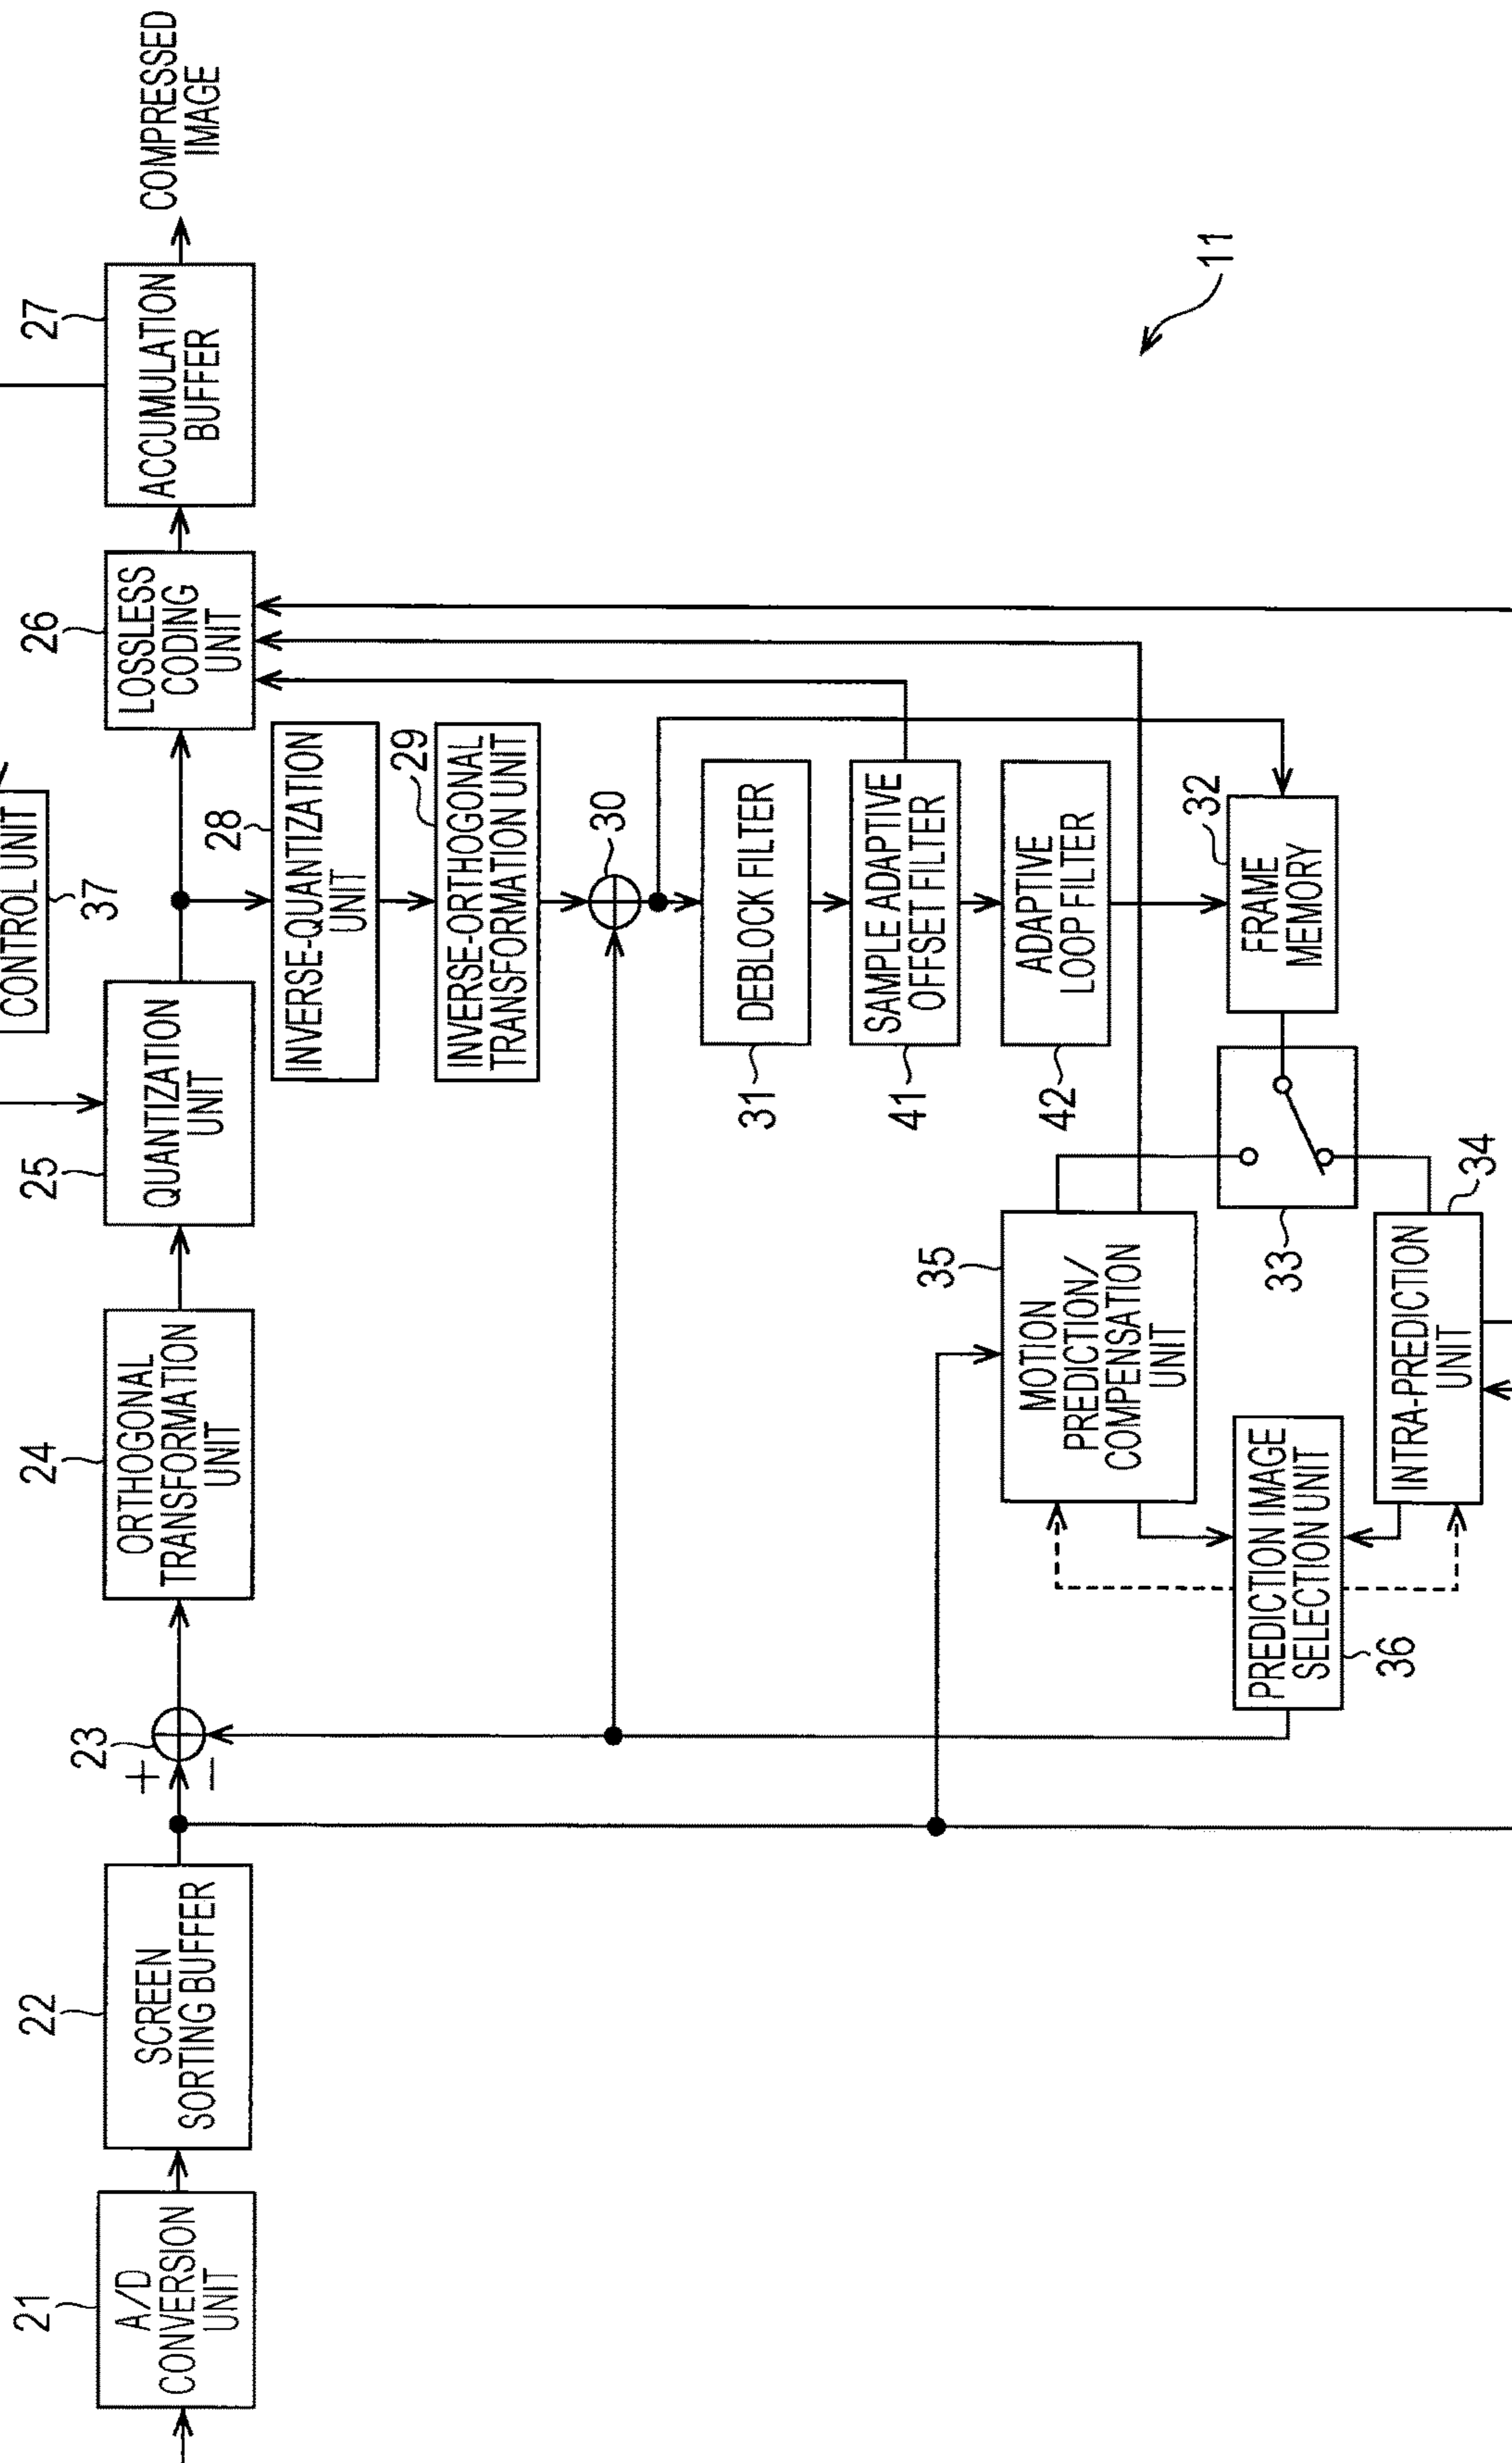 CONTROL UNIT
37
27
26
25
24
23
22
21
COMPRESSED
IMAGE
ACCUMULATION
BUFFER
LOSSLESS
CODING
UNIT
QUANTIZATION
UNIT
ORTHOGONAL
TRANSFORMATION
UNIT
+
−
SCREEN
SORTING BUFFER
A/D
CONVERSION
UNIT
28
INVERSE-QUANTIZATION
UNIT
29
INVERSE-ORTHOGONAL
TRANSFORMATION UNIT
30
DEBLOCK FILTER
31
SAMPLE ADAPTIVE
OFFSET FILTER
41
ADAPTIVE
LOOP FILTER
42
11
32
FRAME
MEMORY
33
35
MOTION
PREDICTION/
COMPENSATION
UNIT
34
INTRA-PREDICTION
UNIT
PREDICTION IMAGE
SELECTION UNIT
36